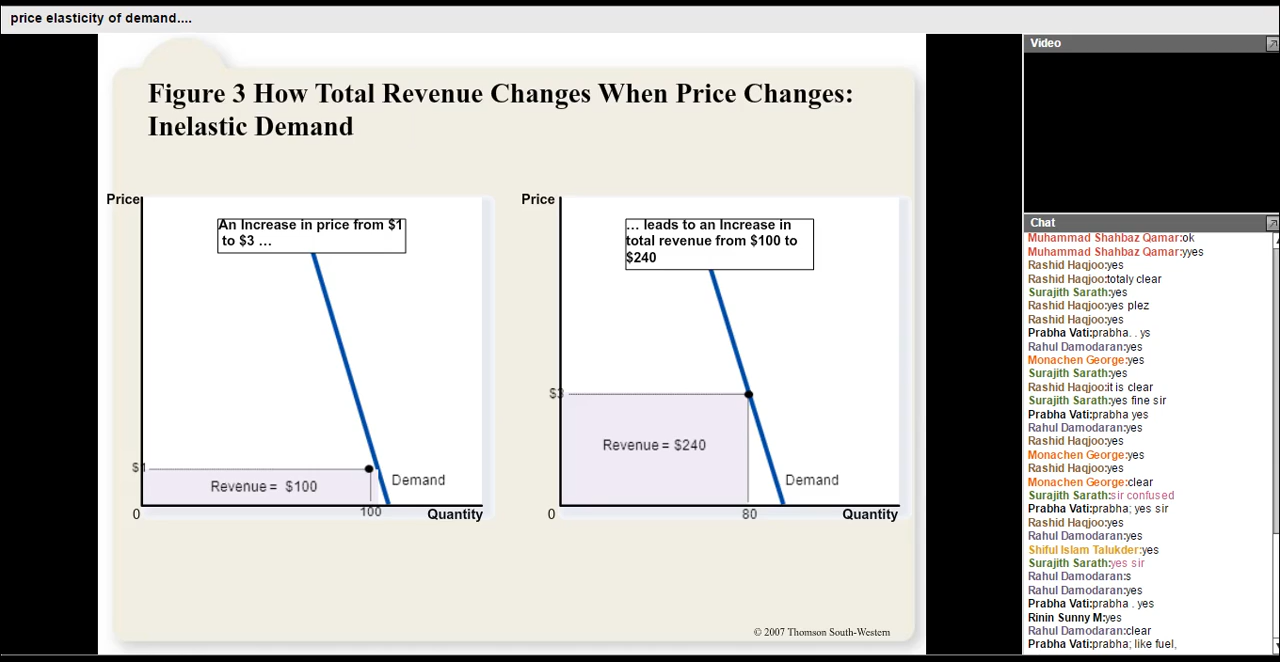 price elasticity of demand....
Figure 3 How Total Revenue Changes When Price Changes:
Inelastic Demand
Price
An Increase in price from $1
to $3 ...
$1
Revenue = $100
Demand
0
100
Quantity
Price
... leads to an Increase in
total revenue from $100 to
$240
$3
Revenue = $240
Demand
0
80
Quantity
© 2007 Thomson South-Western
Video
Chat
Muhammad Shahbaz Qamar:ok
Muhammad Shahbaz Qamar:yyes
Rashid Haqjoo:yes
Rashid Haqjoo:totaly clear
Surajith Sarath:yes
Rashid Haqjoo:yes plez
Rashid Haqjoo:yes
Prabha Vati:prabha. . ys
Rahul Damodaran:yes
Monachen George:yes
Surajith Sarath:yes
Rashid Haqjoo:it is clear
Surajith Sarath:yes fine sir
Prabha Vati:prabha yes
Rahul Damodaran:yes
Rashid Haqjoo:yes
Monachen George:yes
Rashid Haqjoo:yes
Monachen George:clear
Surajith Sarath:sir confused
Prabha Vati:prabha; yes sir
Rashid Haqjoo:yes
Rahul Damodaran:yes
Shiful Islam Talukder:yes
Surajith Sarath:yes sir
Rahul Damodaran:s
Rahul Damodaran:yes
Prabha Vati:prabha . yes
Rinin Sunny M:yes
Rahul Damodaran:clear
Prabha Vati:prabha; like fuel,